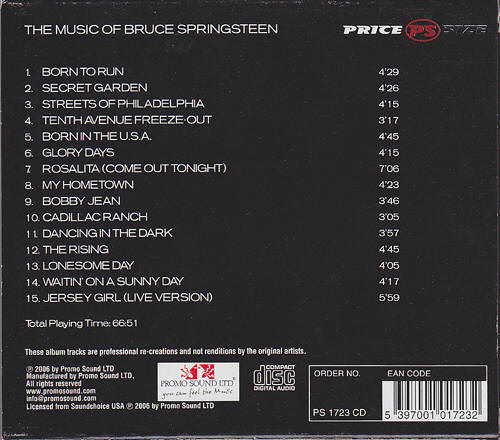 THE MUSIC OF BRUCE SPRINGSTEEN
PRICE PS STAR
1. BORN TO RUN 4'29
2. SECRET GARDEN 4'26
3. STREETS OF PHILADELPHIA 4'15
4. TENTH AVENUE FREEZE-OUT 3'17
5. BORN IN THE U.S.A. 4'45
6. GLORY DAYS 4'15
7. ROSALITA (COME OUT TONIGHT) 7'06
8. MY HOMETOWN 4'23
9. BOBBY JEAN 3'46
10. CADILLAC RANCH 3'05
11. DANCING IN THE DARK 3'57
12. THE RISING 4'45
13. LONESOME DAY 4'05
14. WAITIN' ON A SUNNY DAY 4'17
15. JERSEY GIRL (LIVE VERSION) 5'59
Total Playing Time: 66:51
These album tracks are professional re-creations and not renditions by the original artists.
℗ 2006 by Promo Sound LTD
Manufactured by Promo Sound LTD,
All rights reserved
www.promosound.com
info@promosound.com
Licensed from Soundchoice USA ℗ 2006 by Promo Sound LTD
PROMO SOUND LTD
you can feel the Music
COMPACT
disc
DIGITAL AUDIO
ORDER NO. EAN CODE
PS 1723 CD
5 397001 017232